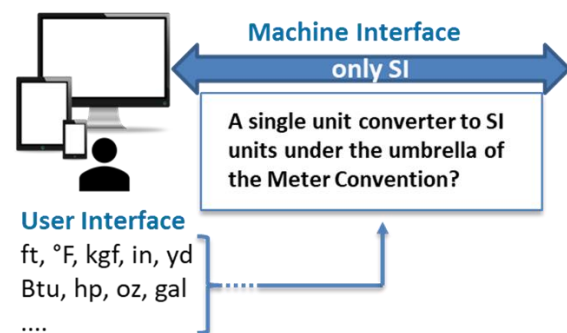 Machine Interface
only SI
A single unit converter to SI
units under the umbrella of
the Meter Convention?
User Interface
ft, °F, kgf, in, yd
Btu, hp, oz, gal
....